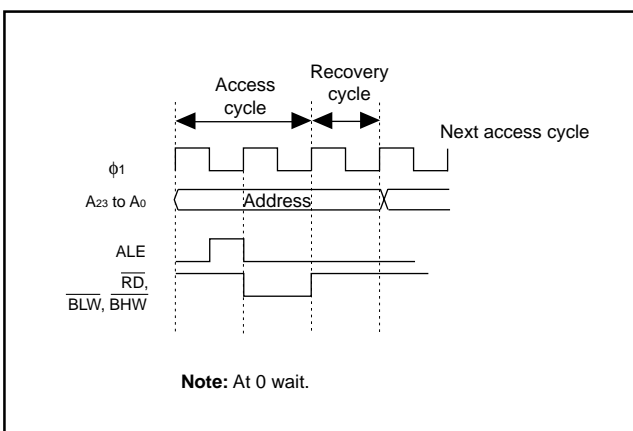 Access
cycle
Recovery
cycle
Next access cycle
ϕ1
A23 to A0
Address
ALE
RD,
BLW, BHW
Note: At 0 wait.